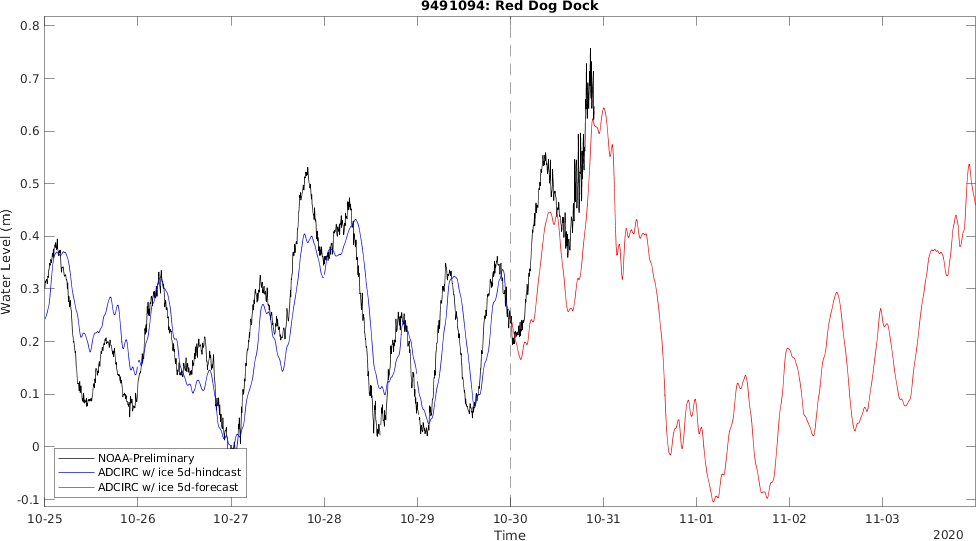 9491094: Red Dog Dock
0.8
0.7
0.6
0.5
0.4
0.3
0.2
0.1
0
-0.1
Water Level (m)
NOAA-Preliminary
ADCIRC w/ ice 5d-hindcast
ADCIRC w/ ice 5d-forecast
10-25 10-26 10-27 10-28 10-29 10-30 10-31 11-01 11-02 11-03
Time
2020